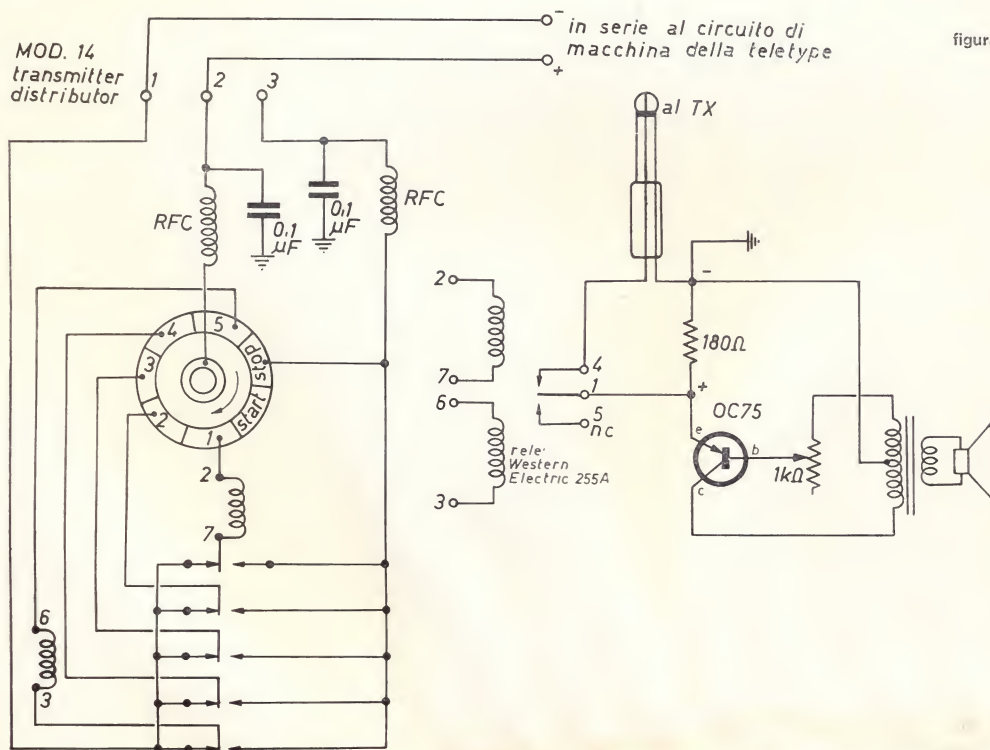 MOD. 14
transmitter
distributor
1
2
3
-
in serie al circuito di
macchina della teletype
+
figura
al TX
RFC
0,1
µF
0,1
µF
RFC
4
5
stop
start
1
2
3
2
7
6
3
2
7
6
3
rele'
Western
Electric 255A
4
1
5
nc
-
180Ω
+
OC75
e
b
c
1kΩ